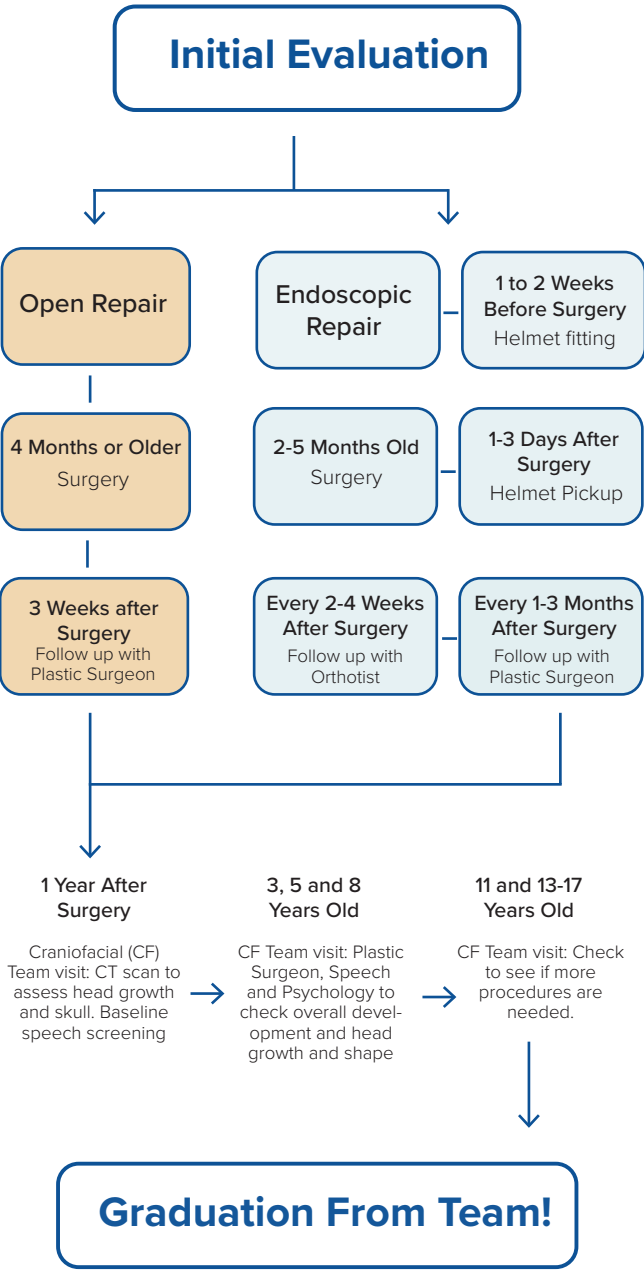 Initial Evaluation
Open Repair
4 Months or Older
Surgery
3 Weeks after
Surgery
Follow up with
Plastic Surgeon
Endoscopic
Repair
1 to 2 Weeks
Before Surgery
Helmet fitting
2-5 Months Old
Surgery
1-3 Days After
Surgery
Helmet Pickup
Every 2-4 Weeks
After Surgery
Follow up with
Orthotist
Every 1-3 Months
After Surgery
Follow up with
Plastic Surgeon
1 Year After
Surgery
Craniofacial (CF)
Team visit: CT scan to
assess head growth
and skull. Baseline
speech screening
3, 5 and 8
Years Old
CF Team visit: Plastic
Surgeon, Speech
and Psychology to
check overall devel-
opment and head
growth and shape
11 and 13-17
Years Old
CF Team visit: Check
to see if more
procedures are
needed.
Graduation From Team!